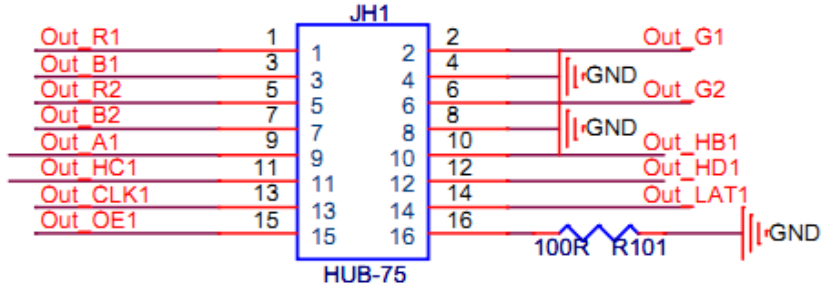 JH1
Out_R1 1 1 2 2 Out_G1
Out_B1 3 3 4 4 GND
Out_R2 5 5 6 6 Out_G2
Out_B2 7 7 8 8 GND
Out_A1 9 9 10 10 Out_HB1
Out_HC1 11 11 12 12 Out_HD1
Out_CLK1 13 13 14 14 Out_LAT1
Out_OE1 15 15 16 16 100R R101 GND
HUB-75